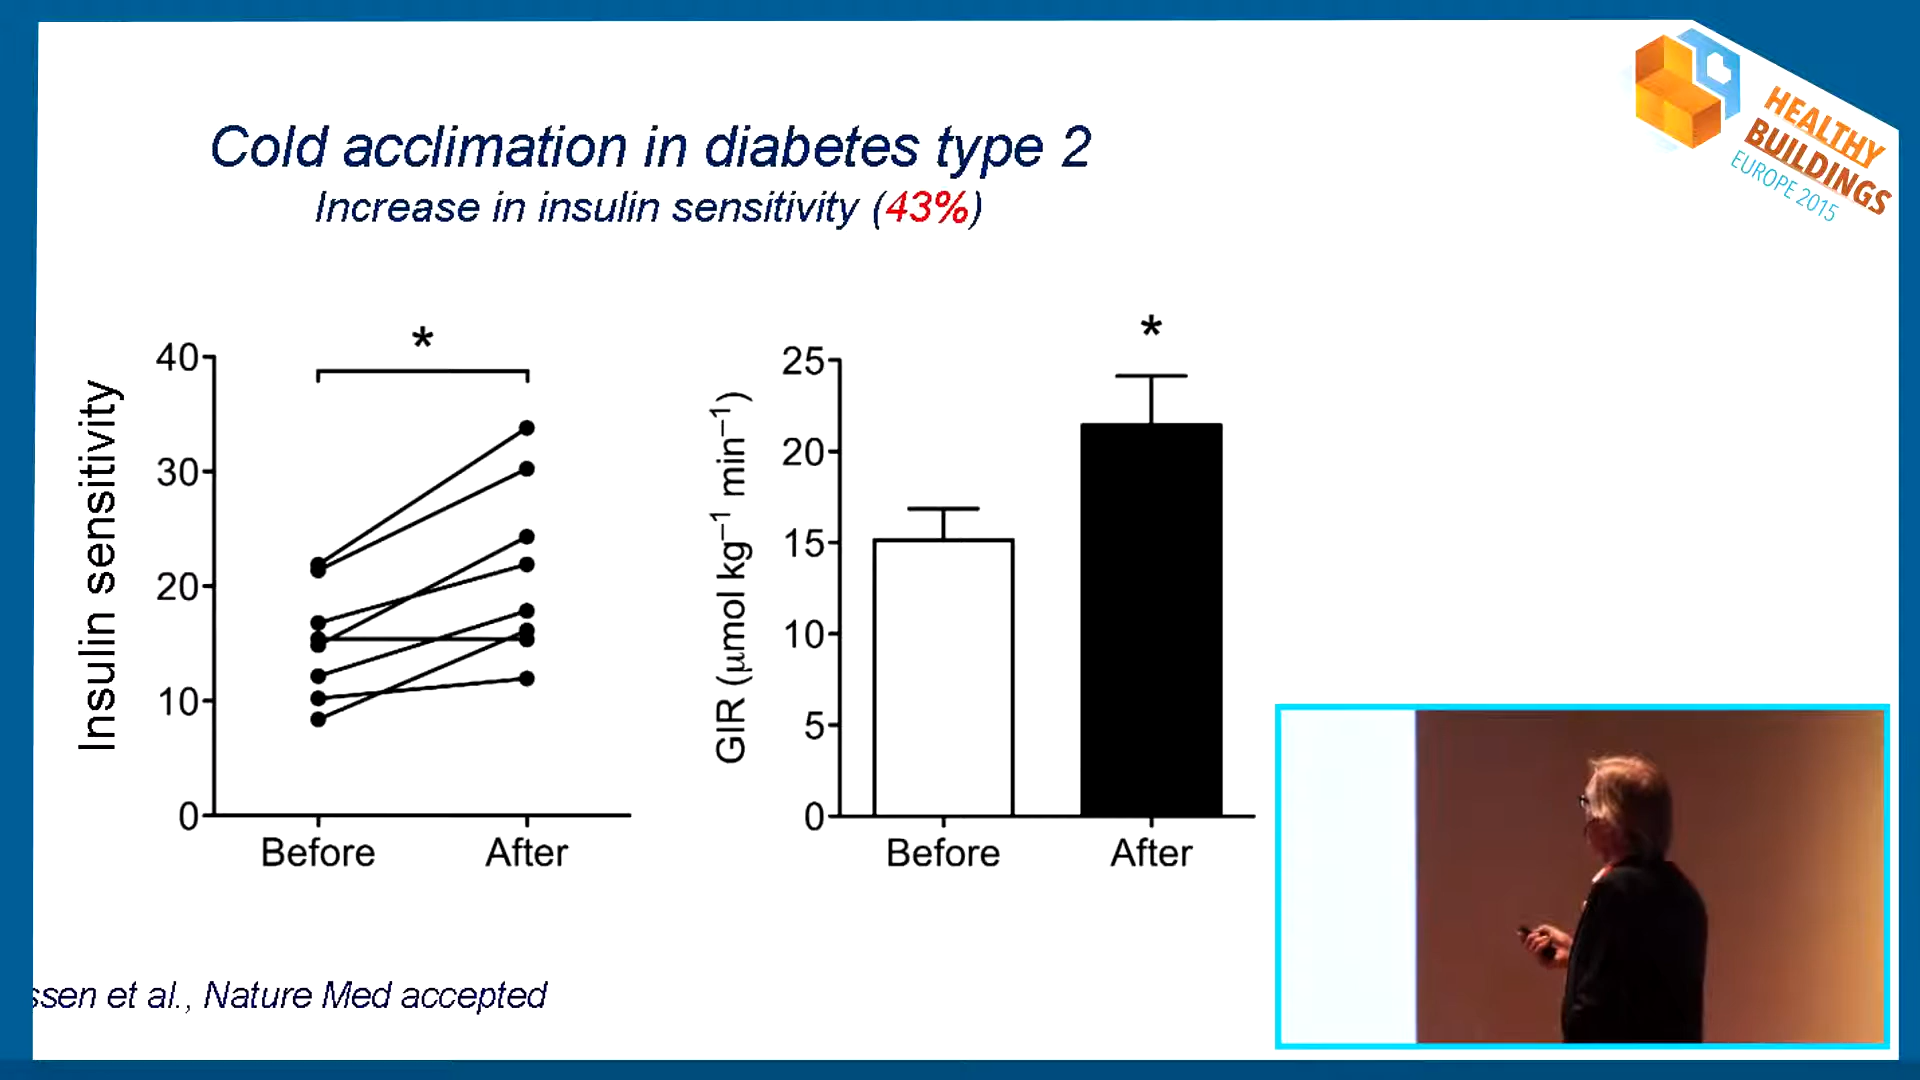 Cold acclimation in diabetes type 2
Increase in insulin sensitivity (43%)
HEALTHY
BUILDINGS
EUROPE 2015
*
Insulin sensitivity
40
30
20
10
0
Before After
*
GIR (μmol kg⁻¹ min⁻¹)
25
20
15
10
5
0
Before After
et al., Nature Med accepted